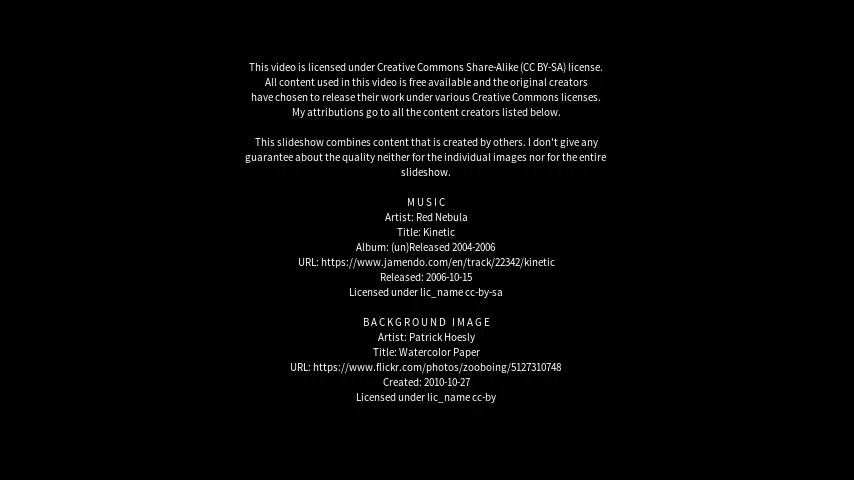 This video is licensed under Creative Commons Share-Alike (CC BY-SA) license.
All content used in this video is free available and the original creators
have chosen to release their work under various Creative Commons licenses.
My attributions go to all the content creators listed below.
This slideshow combines content that is created by others. I don't give any
guarantee about the quality neither for the individual images nor for the entire
slideshow.
MUSIC
Artist: Red Nebula
Title: Kinetic
Album: (un)Released 2004-2006
URL: https://www.jamendo.com/en/track/22342/kinetic
Released: 2006-10-15
Licensed under lic_name cc-by-sa
BACKGROUND IMAGE
Artist: Patrick Hoesly
Title: Watercolor Paper
URL: https://www.flickr.com/photos/zooboing/5127310748
Created: 2010-10-27
Licensed under lic_name cc-by